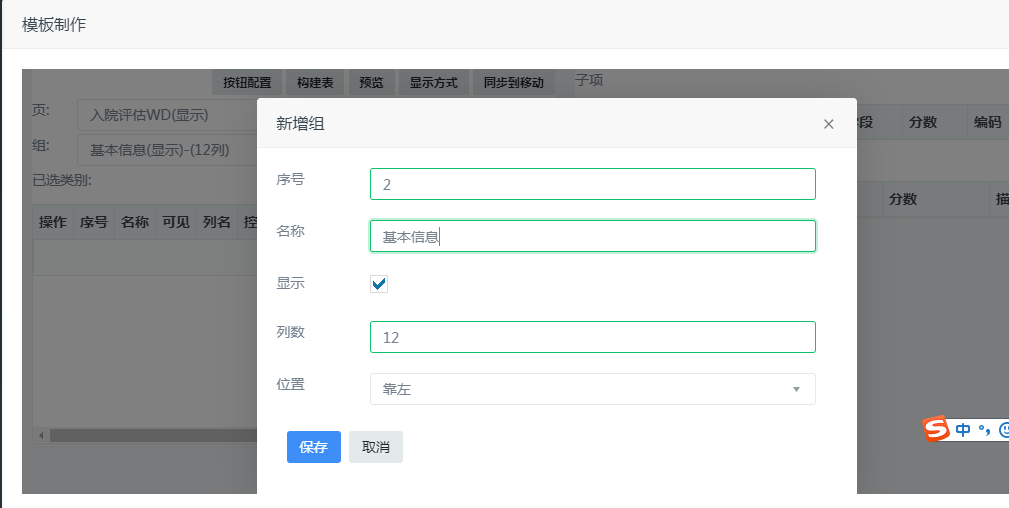 模板制作
按钮配置 构建表 预览 显示方式 同步到移动 子项
页: 入院评估WD(显示)
组: 基本信息(显示)-(12列)
已选类别:
操作 序号 名称 可见 列名 控
字段 分数 编码
分数 描
新增组 ×
序号 2
名称 基本信息
显示
列数 12
位置 靠左
保存 取消
S 中 °,